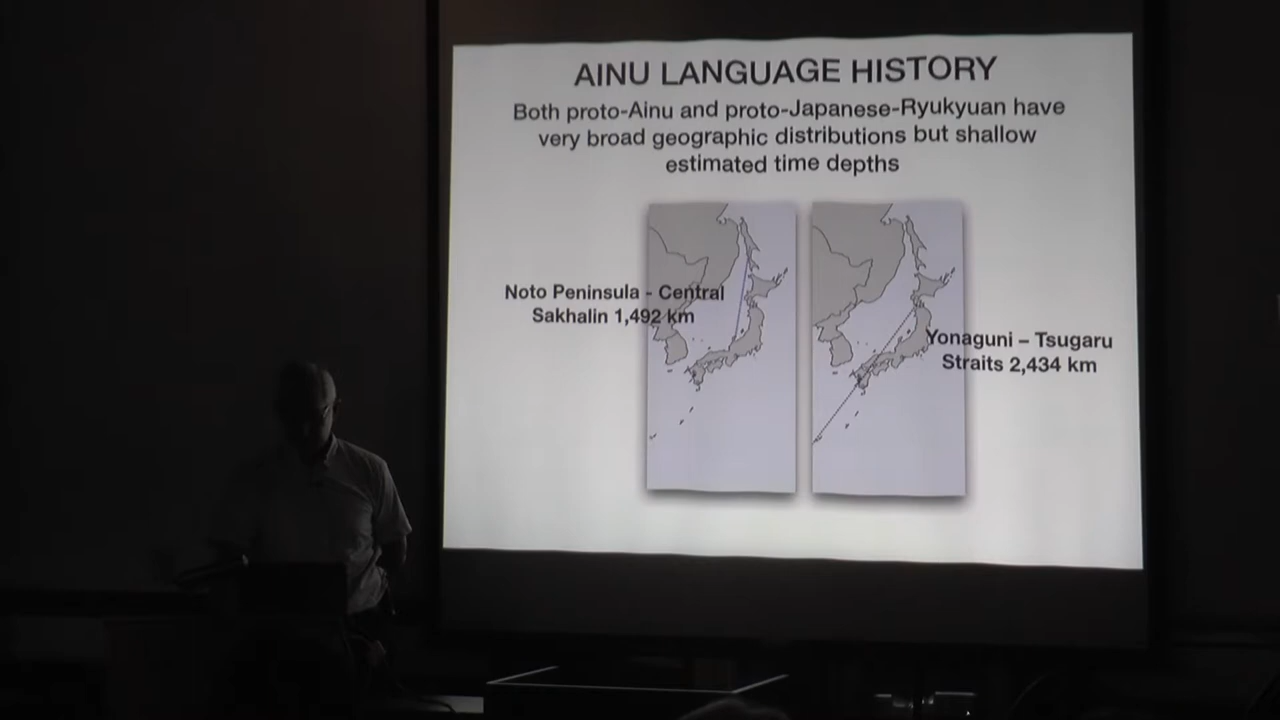 AINU LANGUAGE HISTORY
Both proto-Ainu and proto-Japanese-Ryukyuan have
very broad geographic distributions but shallow
estimated time depths
Noto Peninsula - Central
Sakhalin 1,492 km
Yonaguni – Tsugaru
Straits 2,434 km